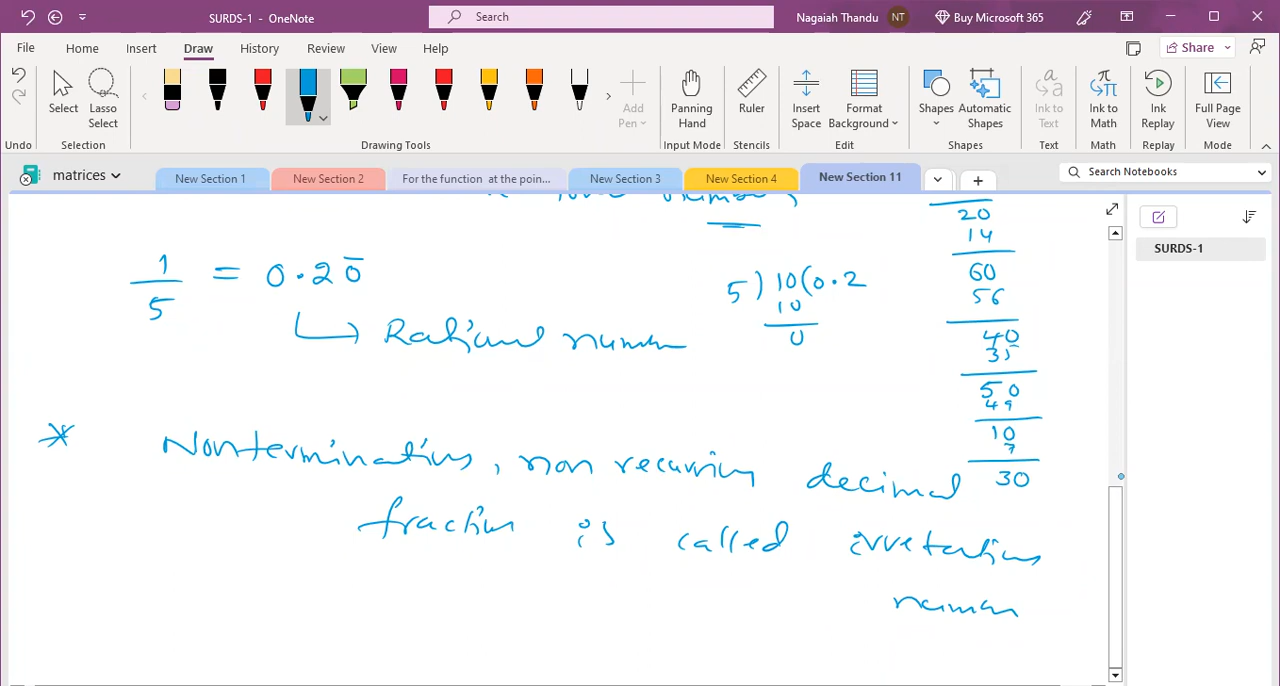 SURDS-1 - OneNote
Search
Nagaiah Thandu NT
Buy Microsoft 365
File Home Insert Draw History Review View Help
Share
Select
Lasso Select
Add Pen
Panning Hand
Ruler
Insert Space
Format Background
Shapes
Automatic Shapes
Ink to Text
Ink to Math
Ink Replay
Full Page View
Undo Selection Drawing Tools Input Mode Stencils Edit Shapes Text Math Replay Mode
matrices
New Section 1
New Section 2
For the function at the poin...
New Section 3
New Section 4
New Section 11
Search Notebooks
SURDS-1
1/5 = 0.20̅
Rational number
5 ) 10 ( 0.2
10
0
20
14
60
56
40
35
50
49
10
7
30
* Nonterminating, non recurring decimal
fraction is called